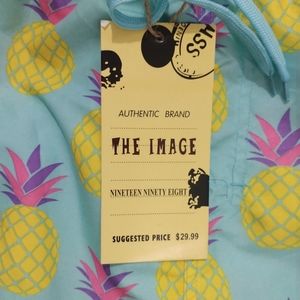 AUTHENTIC BRAND
THE IMAGE
NINETEEN NINETY EIGHT
SUGGESTED PRICE $29.99